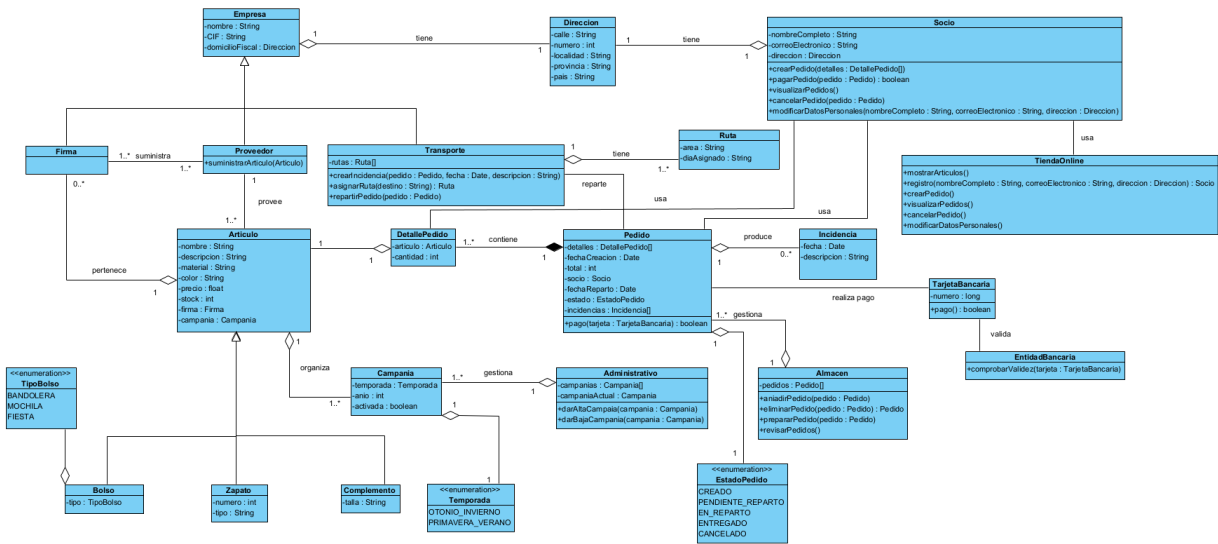 Empresa
-nombre : String
-CIF : String
-domicilioFiscal : Direccion
1
tiene
1
Direccion
-calle : String
-numero : int
-localidad : String
-provincia : String
-pais : String
1
tiene
1
Socio
-nombreCompleto : String
-correoElectronico : String
-direccion : Direccion
+crearPedido(detalles : DetallePedido[])
+pagarPedido(pedido : Pedido) : boolean
+visualizarPedidos()
+cancelarPedido(pedido : Pedido)
+modificarDatosPersonales(nombreCompleto : String, correoElectronico : String, direccion : Direccion)
usa
Firma
1..*
suministra
1..*
0..*
Proveedor
+suministrarArticulo(Articulo)
1
provee
1..*
Transporte
-rutas : Ruta[]
+crearIncidencia(pedido : Pedido, fecha : Date, descripcion : String)
+asignarRuta(destino : String) : Ruta
+repartirPedido(pedido : Pedido)
1
tiene
1..*
Ruta
-area : String
-diaAsignado : String
reparte
usa
usa
TiendaOnline
+mostrarArticulos()
+registro(nombreCompleto : String, correoElectronico : String, direccion : Direccion) : Socio
+crearPedido()
+visualizarPedidos()
+cancelarPedido()
+modificarDatosPersonales()
pertenece
1
Articulo
-nombre : String
-descripcion : String
-material : String
-color : String
-precio : float
-stock : int
-firma : Firma
-campania : Campania
1
1
DetallePedido
-articulo : Articulo
-cantidad : int
1..*
contiene
1
Pedido
-detalles : DetallePedido[]
-fechaCreacion : Date
-total : int
-socio : Socio
-fechaReparto : Date
-estado : EstadoPedido
-incidencias : Incidencia[]
+pago(tarjeta : TarjetaBancaria) : boolean
produce
1
0..*
Incidencia
-fecha : Date
-descripcion : String
realiza pago
TarjetaBancaria
-numero : long
+pago() : boolean
valida
EntidadBancaria
+comprobarValidez(tarjeta : TarjetaBancaria)
1..*
gestiona
1
Almacen
-pedidos : Pedido[]
+aniadirPedido(pedido : Pedido)
+eliminarPedido(pedido : Pedido) : Pedido
+prepararPedido(pedido : Pedido)
+revisarPedidos()
1
organiza
1..*
Campania
-temporada : Temporada
-anio : int
-activada : boolean
1..*
gestiona
1
Administrativo
-campanias : Campania[]
-campaniaActual : Campania
+darAltaCampaia(campania : Campania)
+darBajaCampania(campania : Campania)
1
1
<<enumeration>>
TipoBolso
BANDOLERA
MOCHILA
FIESTA
Bolso
-tipo : TipoBolso
Zapato
-numero : int
-tipo : String
Complemento
-talla : String
<<enumeration>>
Temporada
OTONIO_INVIERNO
PRIMAVERA_VERANO
1
1
<<enumeration>>
EstadoPedido
CREADO
PENDIENTE_REPARTO
EN_REPARTO
ENTREGADO
CANCELADO